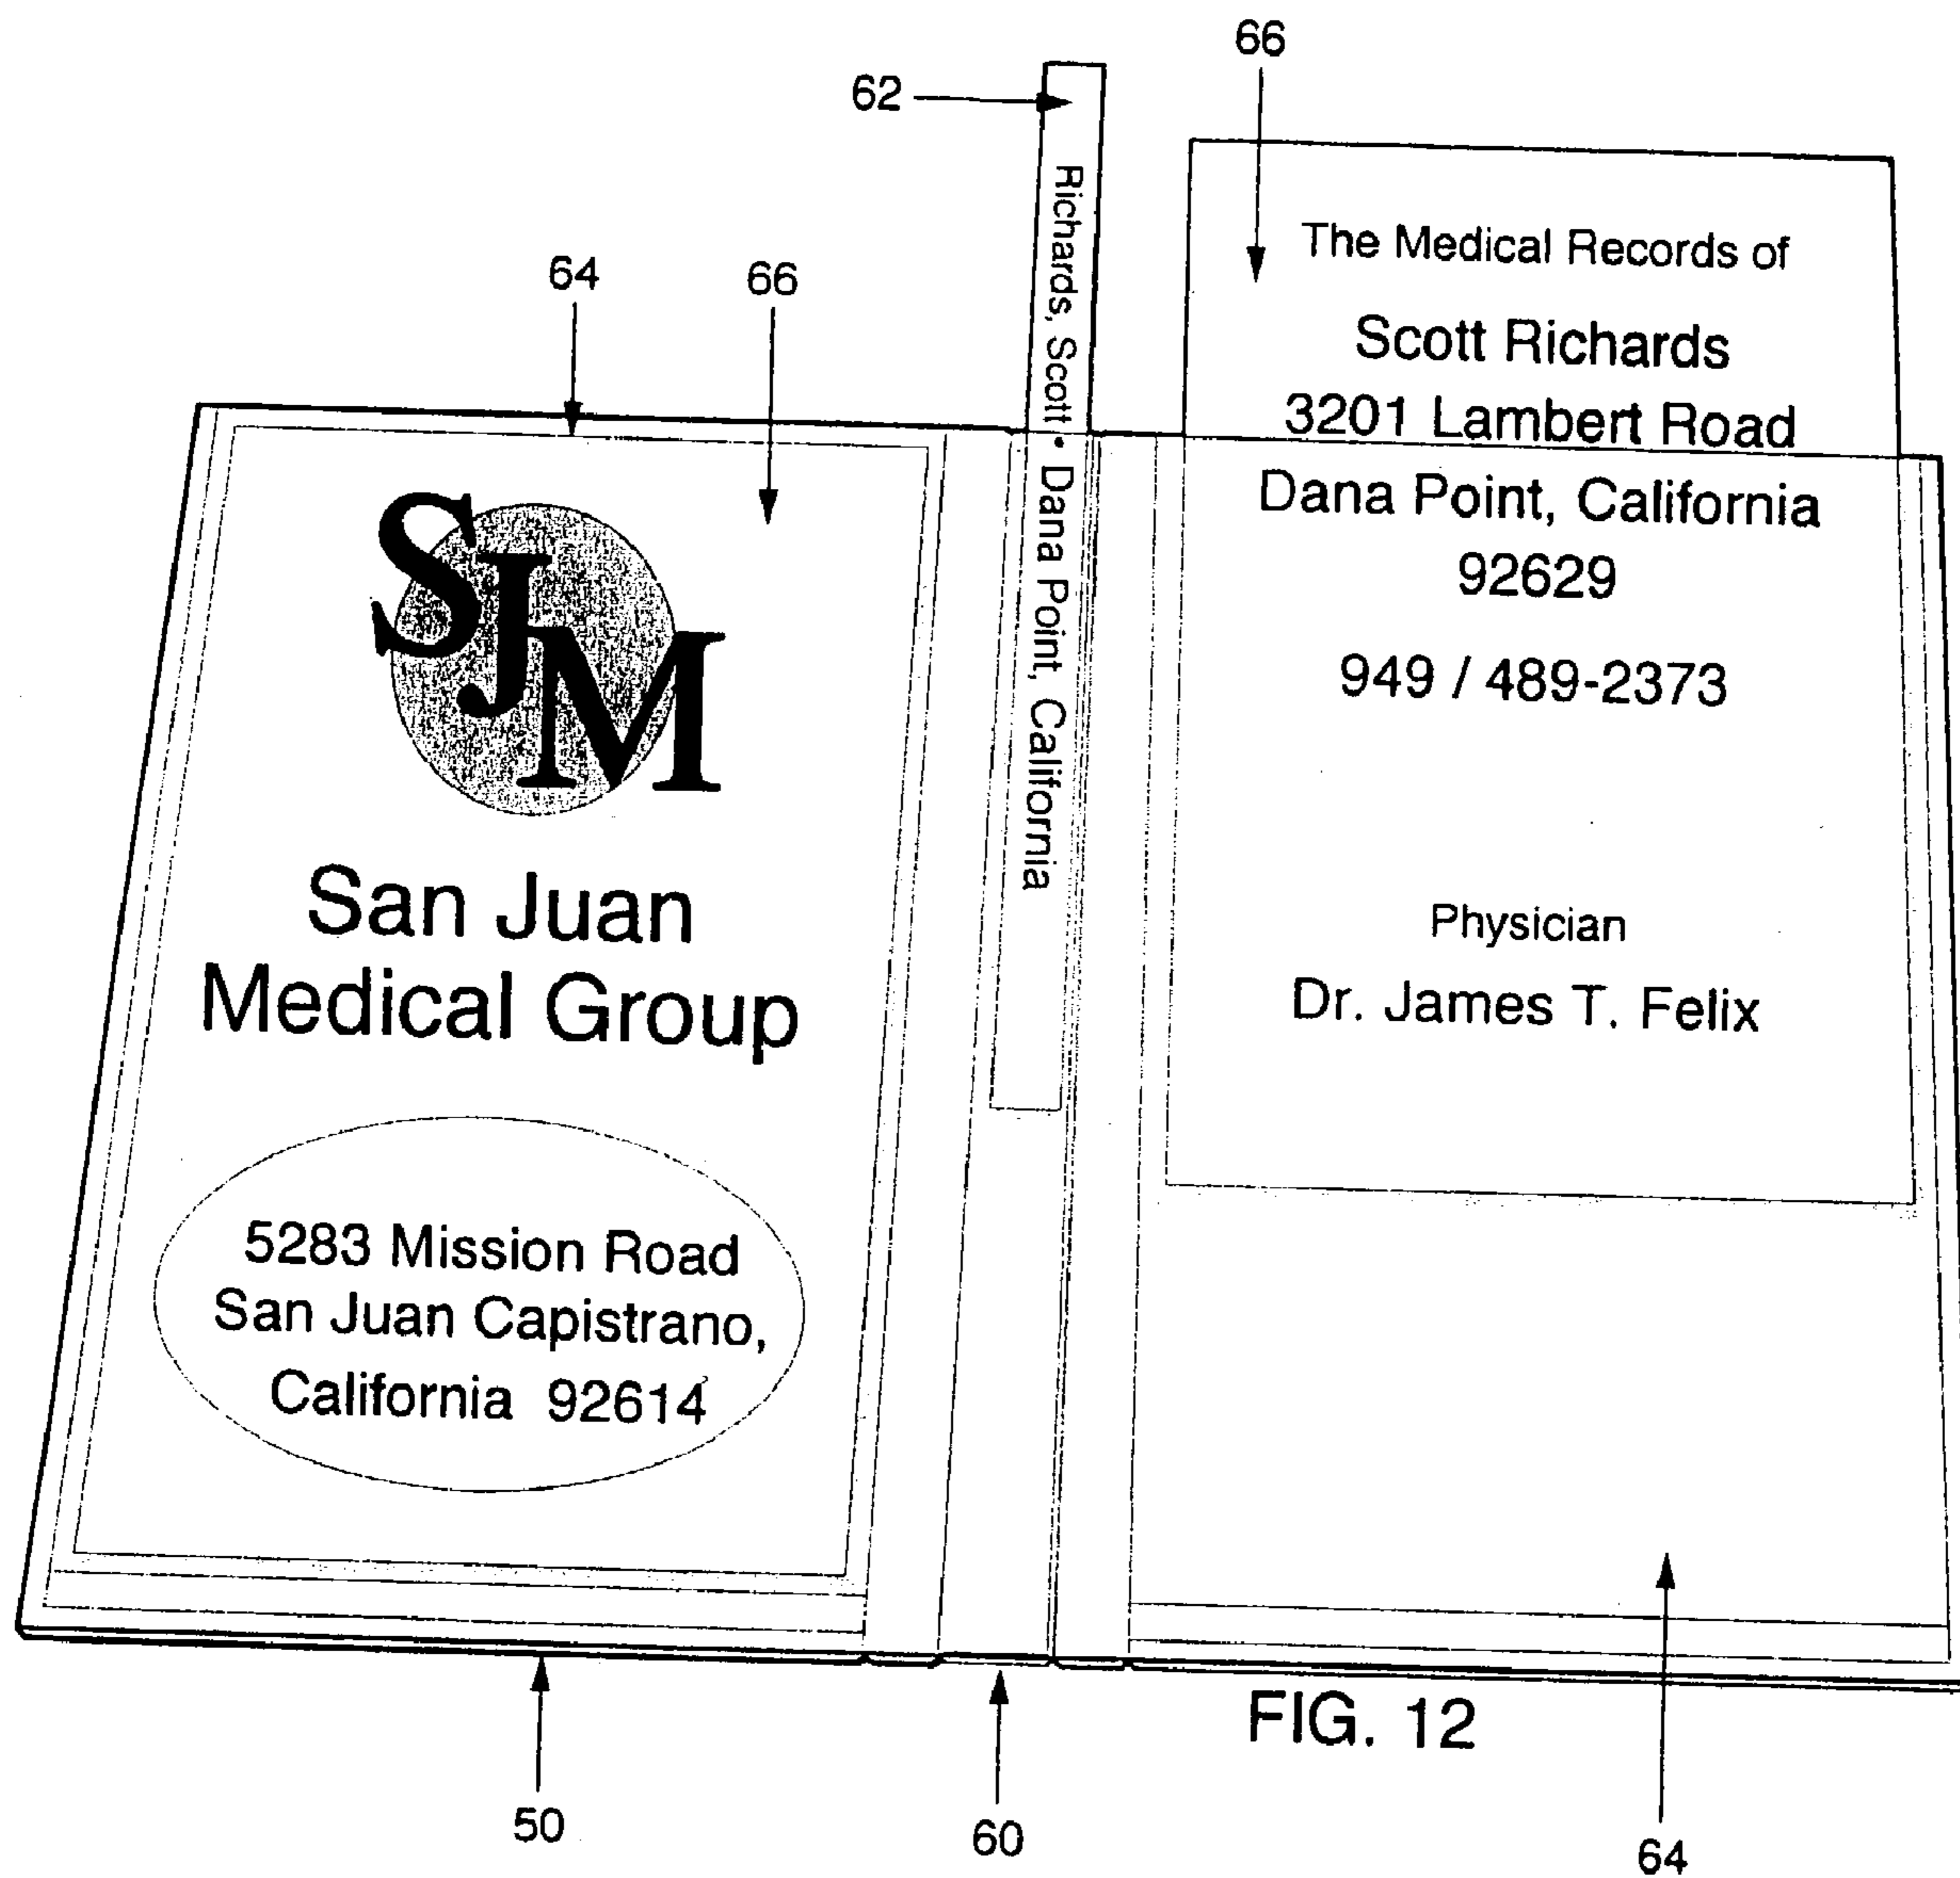 66
62
64
66
SJM
San Juan
Medical Group
5283 Mission Road
San Juan Capistrano,
California 92614
Richards, Scott • Dana Point, California
The Medical Records of
Scott Richards
3201 Lambert Road
Dana Point, California
92629
949 / 489-2373
Physician
Dr. James T. Felix
FIG. 12
50
60
64